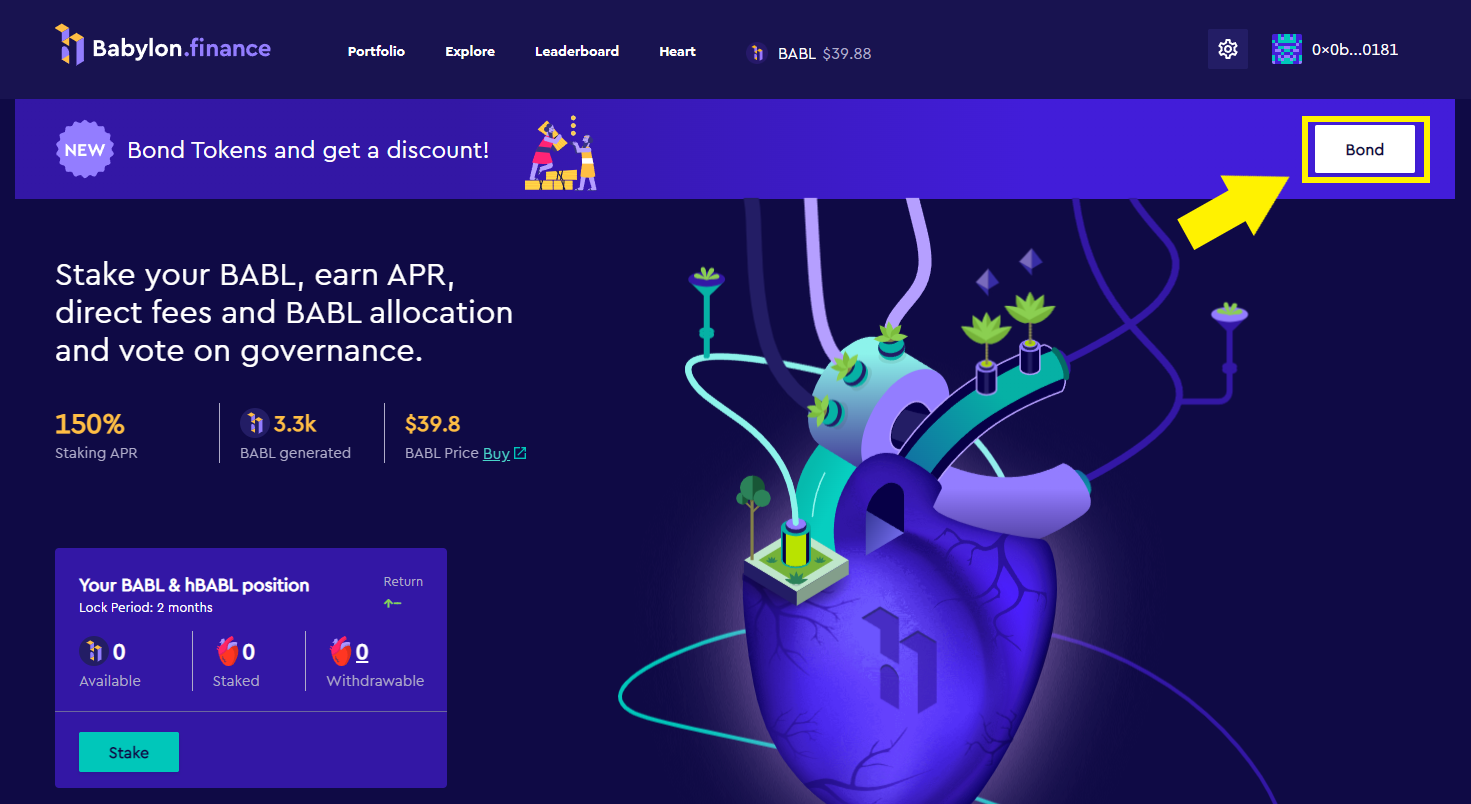 Babylon.finance
Portfolio
Explore
Leaderboard
Heart
BABL $39.88
0×0b...0181
NEW
Bond Tokens and get a discount!
Bond
Stake your BABL, earn APR,
direct fees and BABL allocation
and vote on governance.
150%
Staking APR
3.3k
BABL generated
$39.8
BABL Price Buy
Your BABL & hBABL position
Return
Lock Period: 2 months
0
Available
0
Staked
0
Withdrawable
Stake